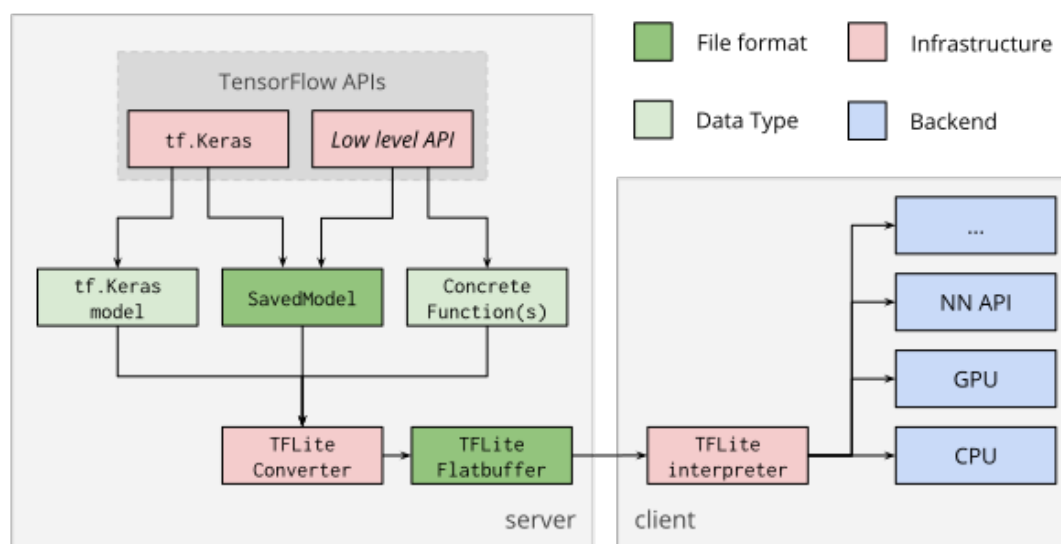 TensorFlow APIs
tf.Keras
Low level API
tf.Keras
model
SavedModel
Concrete
Function(s)
TFLite
Converter
TFLite
Flatbuffer
server
File format
Infrastructure
Data Type
Backend
TFLite
interpreter
...
NN API
GPU
CPU
client